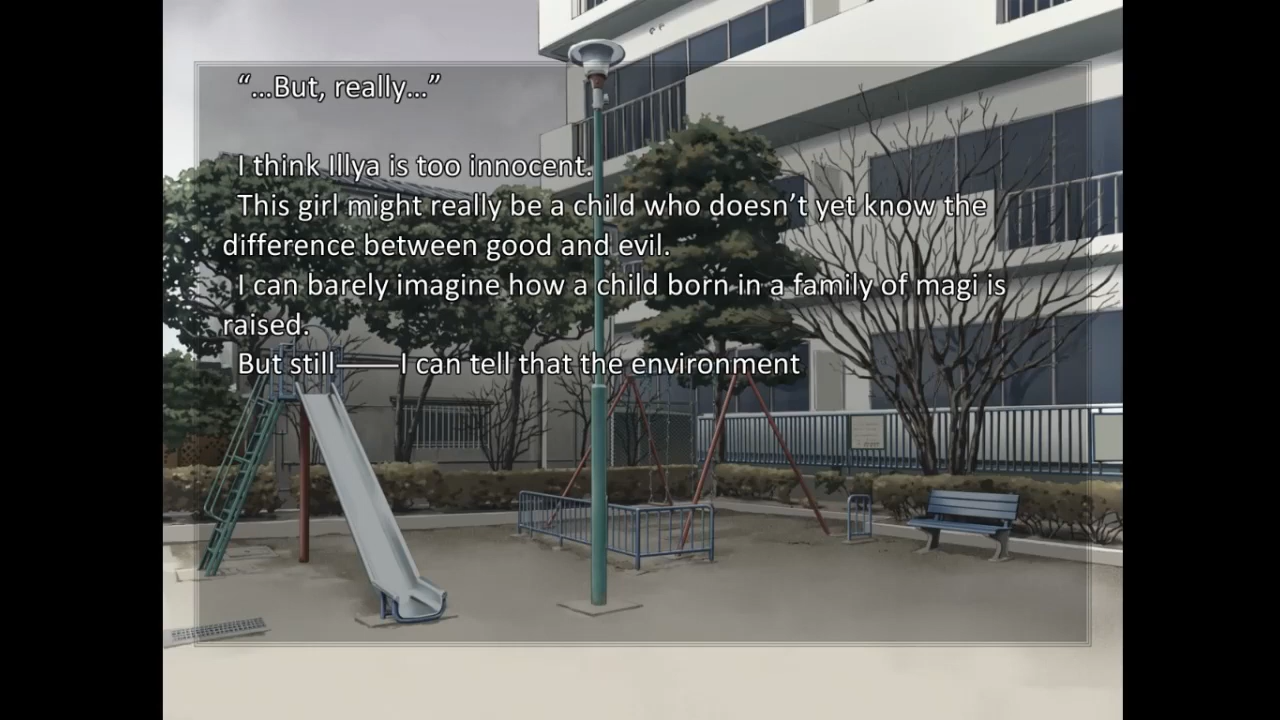 “…But, really…”
I think Illya is too innocent.
This girl might really be a child who doesn’t yet know the
difference between good and evil.
I can barely imagine how a child born in a family of magi is
raised.
But still───I can tell that the environment